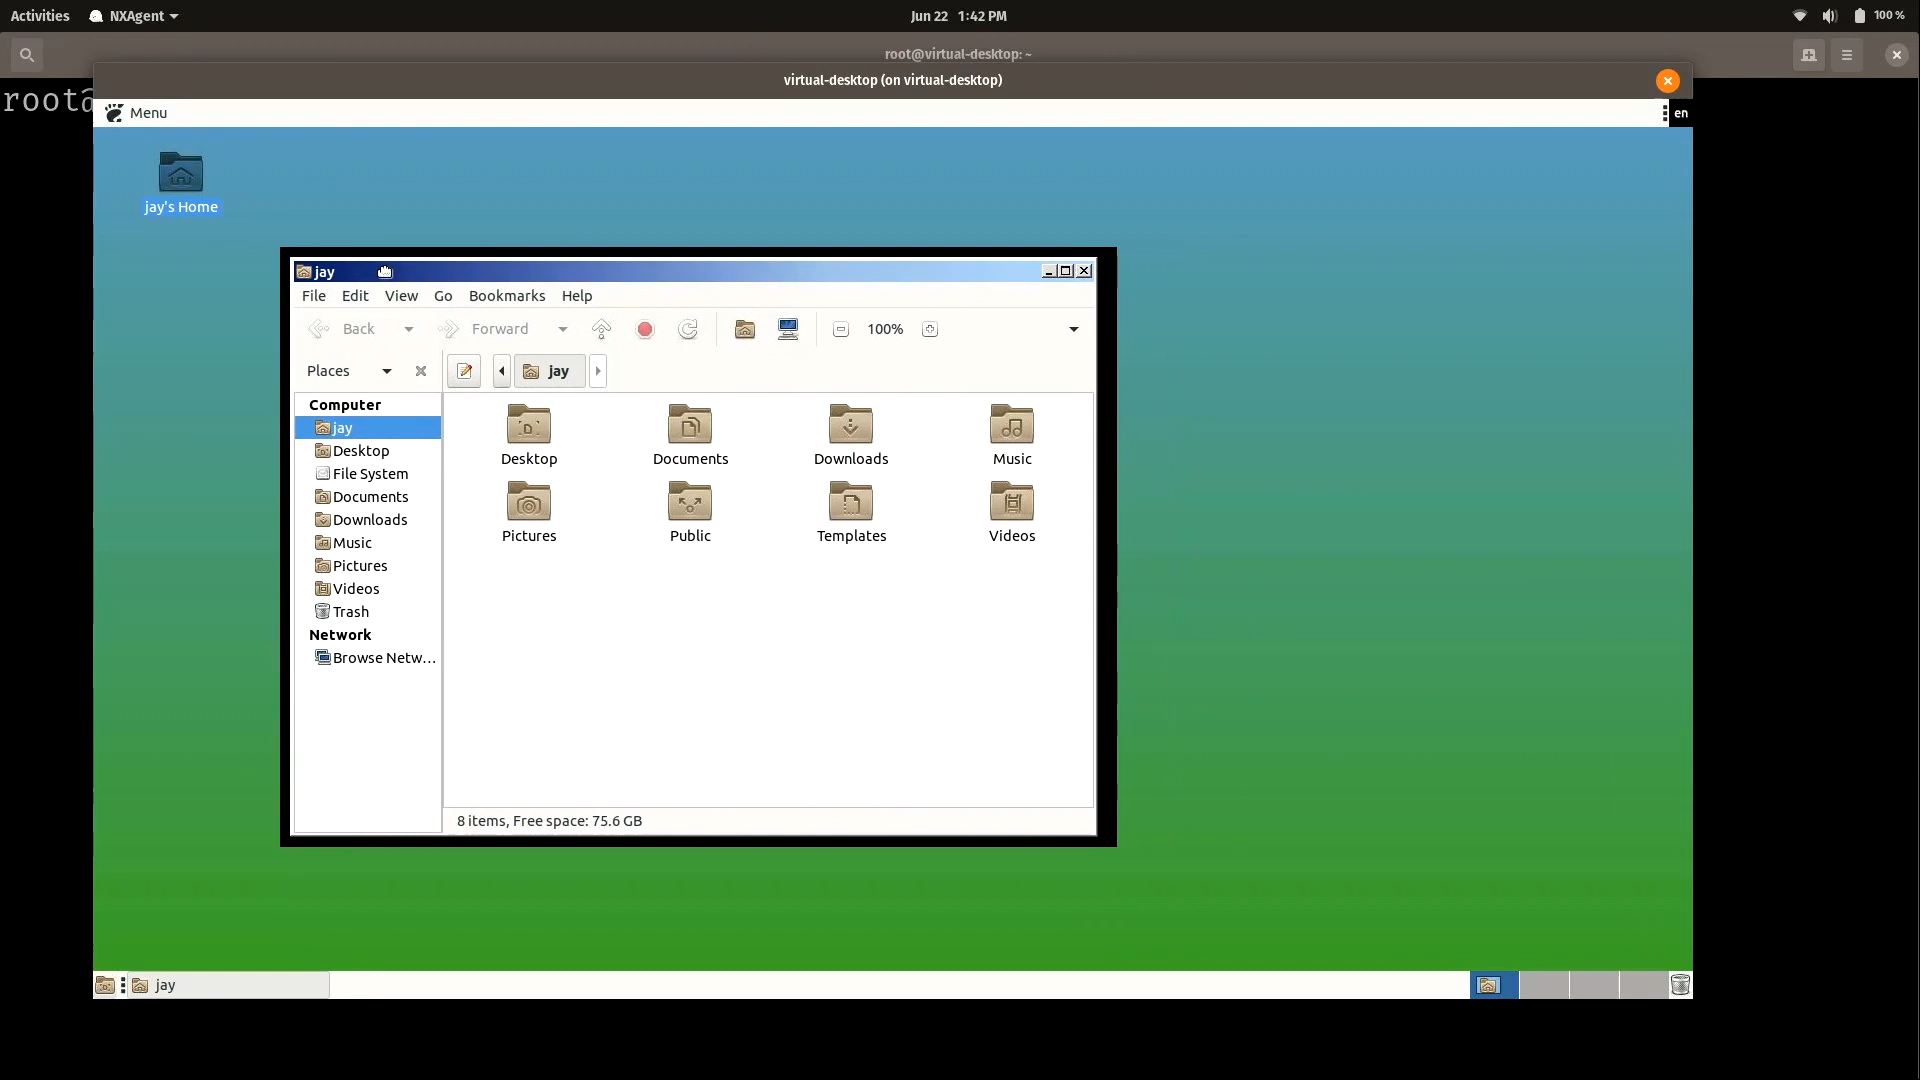 Activities NXAgent Jun 22 1:42 PM 100 %
root@virtual-desktop: ~
virtual-desktop (on virtual-desktop)
root@
Menu en
jay's Home
jay
File Edit View Go Bookmarks Help
Back Forward 100%
Places jay
Computer
jay
Desktop
File System
Documents
Downloads
Music
Pictures
Videos
Trash
Network
Browse Netw...
Desktop Documents Downloads Music
Pictures Public Templates Videos
8 items, Free space: 75.6 GB
jay